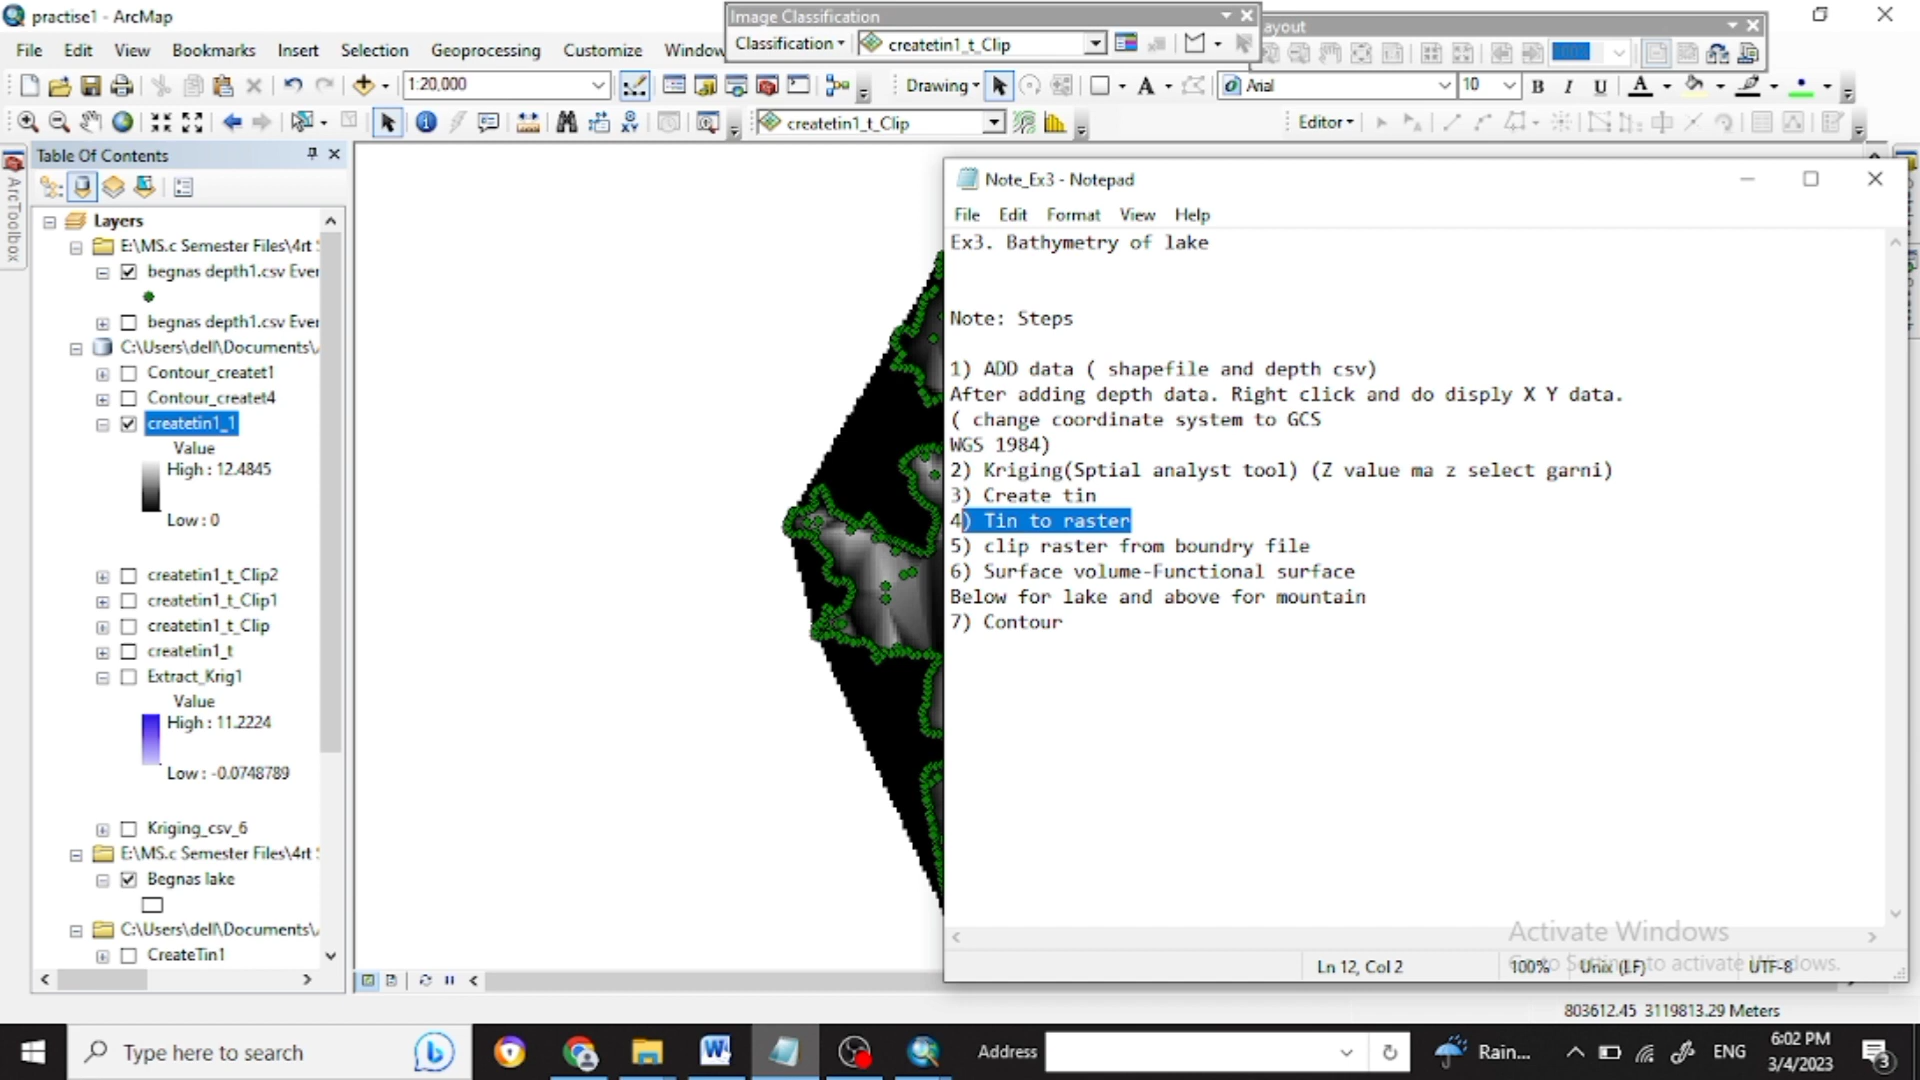 practise1 - ArcMap
Image Classification
ayout
File Edit View Bookmarks Insert Selection Geoprocessing Customize Window
Classification createtin1_t_Clip
1:20,000
Drawing
Arial
10
B I U A
createtin1_t_Clip
Editor
ArcToolbox
Table Of Contents
Layers
E:\MS.c Semester Files\4rt
begnas depth1.csv Ever
begnas depth1.csv Ever
C:\Users\dell\Documents\
Contour_createt1
Contour_createt4
createtin1_1
Value
High : 12.4845
Low : 0
createtin1_t_Clip2
createtin1_t_Clip1
createtin1_t_Clip
createtin1_t
Extract_Krig1
Value
High : 11.2224
Low : -0.0748789
Kriging_csv_6
E:\MS.c Semester Files\4rt
Begnas lake
C:\Users\dell\Documents\
CreateTin1
Note_Ex3 - Notepad
File Edit Format View Help
Ex3. Bathymetry of lake
Note: Steps
1) ADD data ( shapefile and depth csv)
After adding depth data. Right click and do disply X Y data.
( change coordinate system to GCS
WGS 1984)
2) Kriging(Sptial analyst tool) (Z value ma z select garni)
3) Create tin
4) Tin to raster
5) clip raster from boundry file
6) Surface volume-Functional surface
Below for lake and above for mountain
7) Contour
Activate Windows
Go to Settings to activate Windows.
Ln 12, Col 2
100%
Unix (LF)
UTF-8
803612.45 3119813.29 Meters
Type here to search
Address
Rain...
ENG
6:02 PM
3/4/2023
3